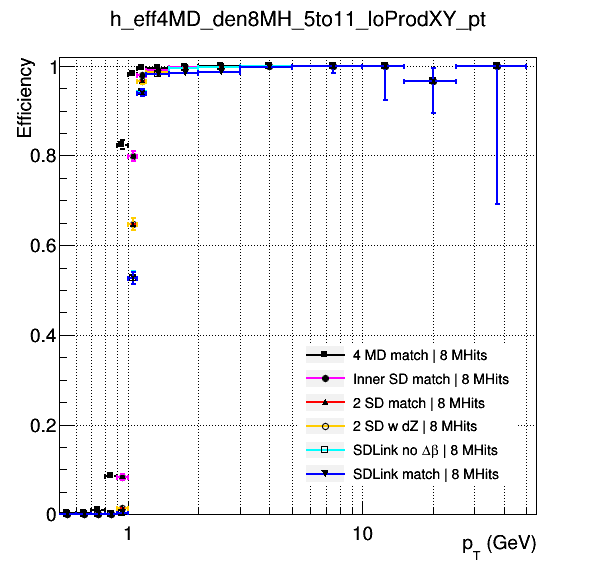 h_eff4MD_den8MH_5to11_loProdXY_pt
Efficiency
1
0.8
0.6
0.4
0.2
0
4 MD match | 8 MHits
Inner SD match | 8 MHits
2 SD match | 8 MHits
2 SD w dZ | 8 MHits
SDLink no Δβ | 8 MHits
SDLink match | 8 MHits
1 10
p_T (GeV)